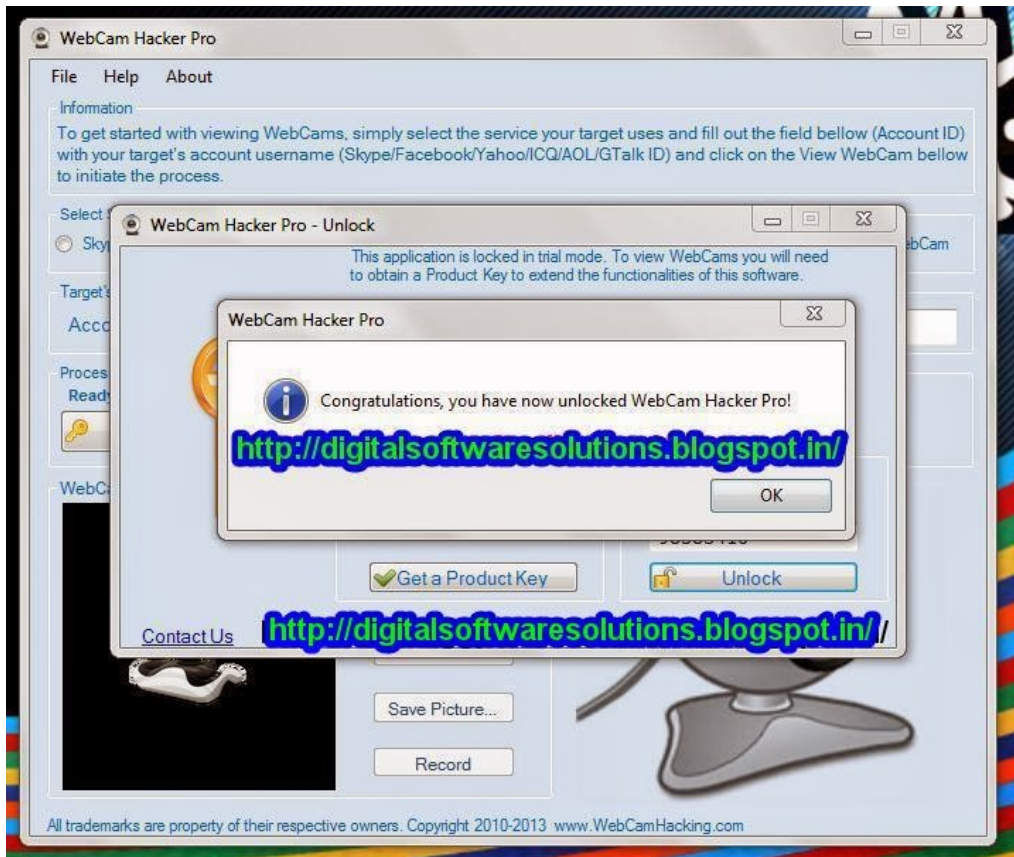 WebCam Hacker Pro
File Help About
Information
To get started with viewing WebCams, simply select the service your target uses and fill out the field bellow (Account ID)
with your target's account username (Skype/Facebook/Yahoo/ICQ/AOL/GTalk ID) and click on the View WebCam bellow
to initiate the process.
Select
WebCam Hacker Pro - Unlock
This application is locked in trial mode. To view WebCams you will need
to obtain a Product Key to extend the functionalities of this software.
Target's
WebCam Hacker Pro
Congratulations, you have now unlocked WebCam Hacker Pro!
http://digitalsoftwaresolutions.blogspot.in/
OK
Get a Product Key
Unlock
Contact Us
http://digitalsoftwaresolutions.blogspot.in/
Save Picture...
Record
All trademarks are property of their respective owners. Copyright 2010-2013 www.WebCamHacking.com